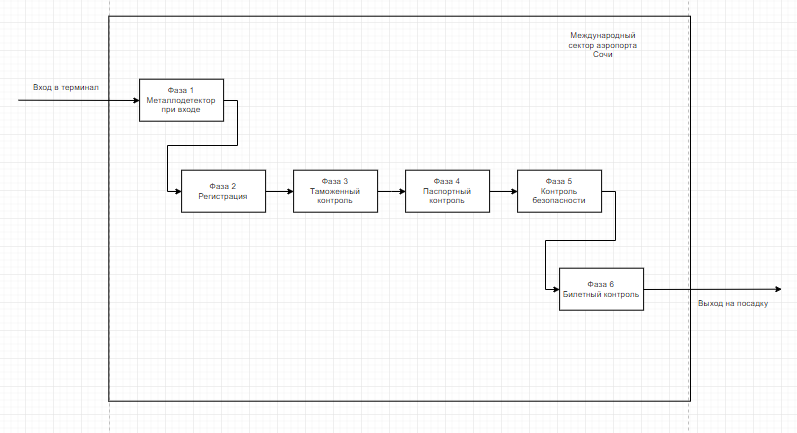 Международный
сектор аэропорта
Сочи
Вход в терминал
Фаза 1
Металлодетектор
при входе
Фаза 2
Регистрация
Фаза 3
Таможенный
контроль
Фаза 4
Паспортный
контроль
Фаза 5
Контроль
безопасности
Фаза 6
Билетный контроль
Выход на посадку